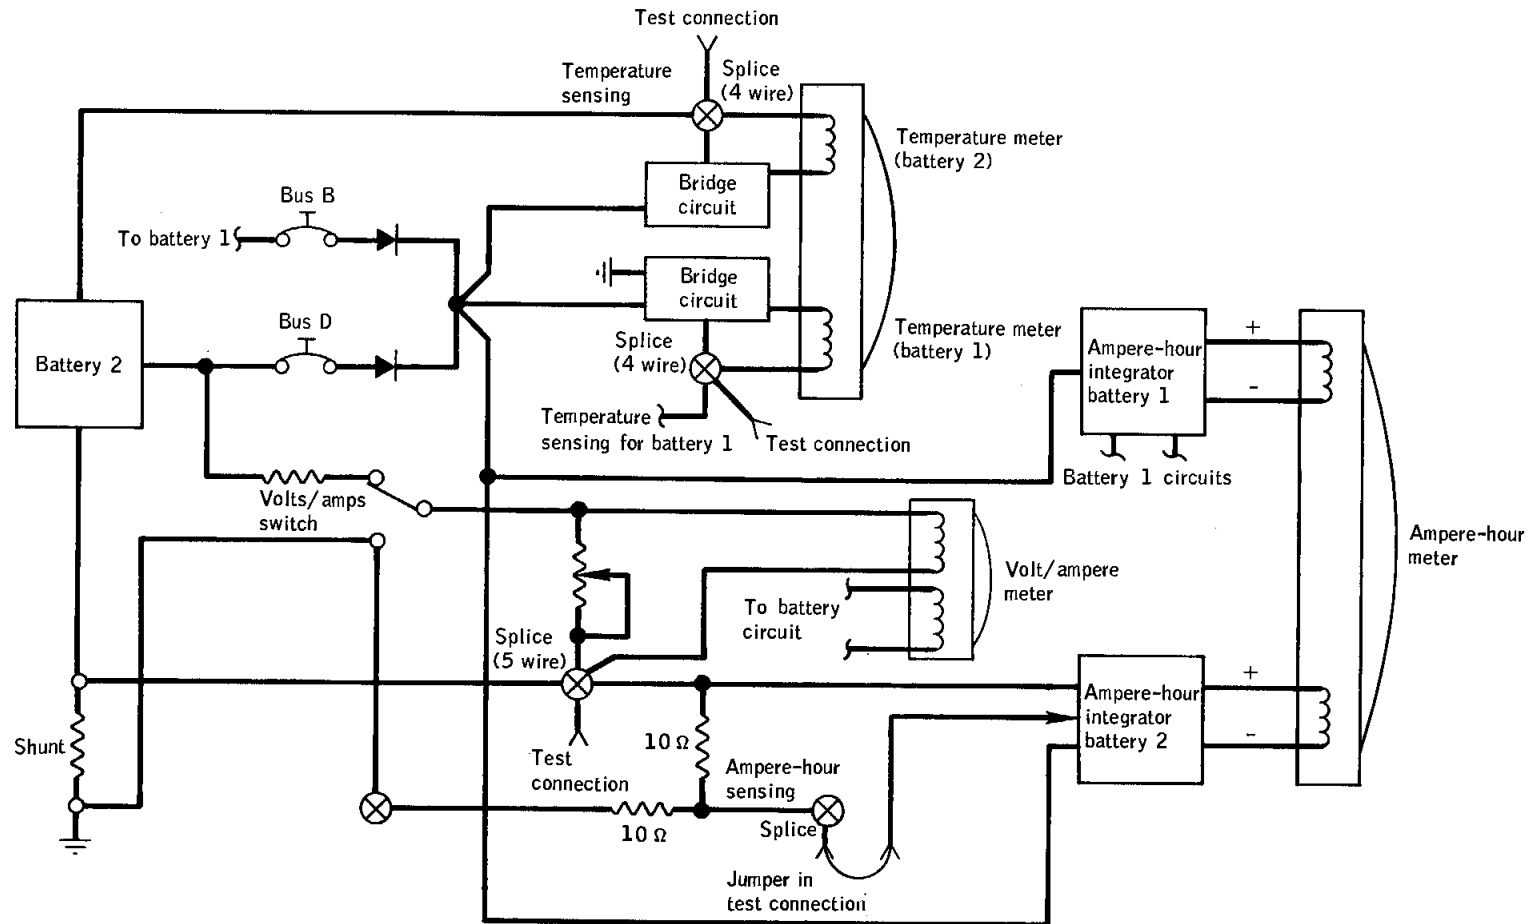 Test connection
Temperature
sensing
Splice
(4 wire)
Temperature meter
(battery 2)
Bridge
circuit
Bus B
To battery 1
Bridge
circuit
Battery 2
Bus D
Splice
(4 wire)
Temperature meter
(battery 1)
Temperature
sensing for battery 1
Test connection
Ampere-hour
integrator
battery 1
+
-
Battery 1 circuits
Volts/amps
switch
Ampere-hour
meter
Volt/ampere
meter
To battery
circuit
Splice
(5 wire)
Shunt
Test
connection
10 Ω
Ampere-hour
sensing
10 Ω
Splice
Ampere-hour
integrator
battery 2
+
-
Jumper in
test connection